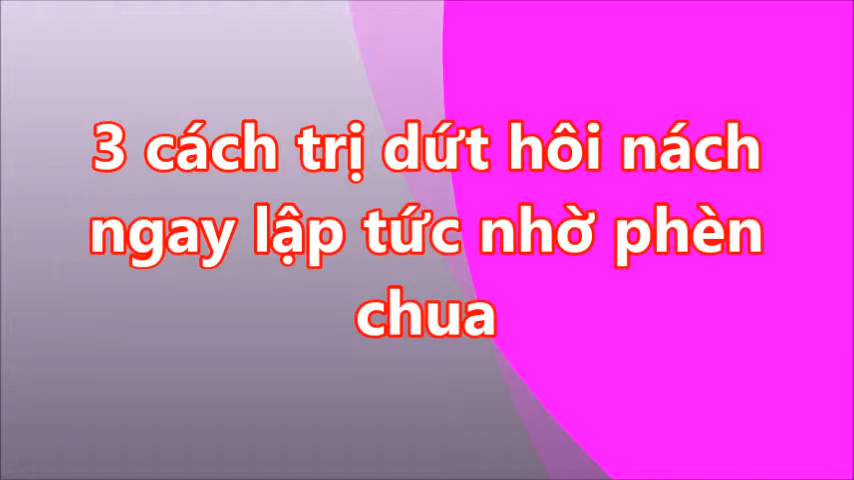 3 cách trị dứt hôi nách
ngay lập tức nhờ phèn
chua